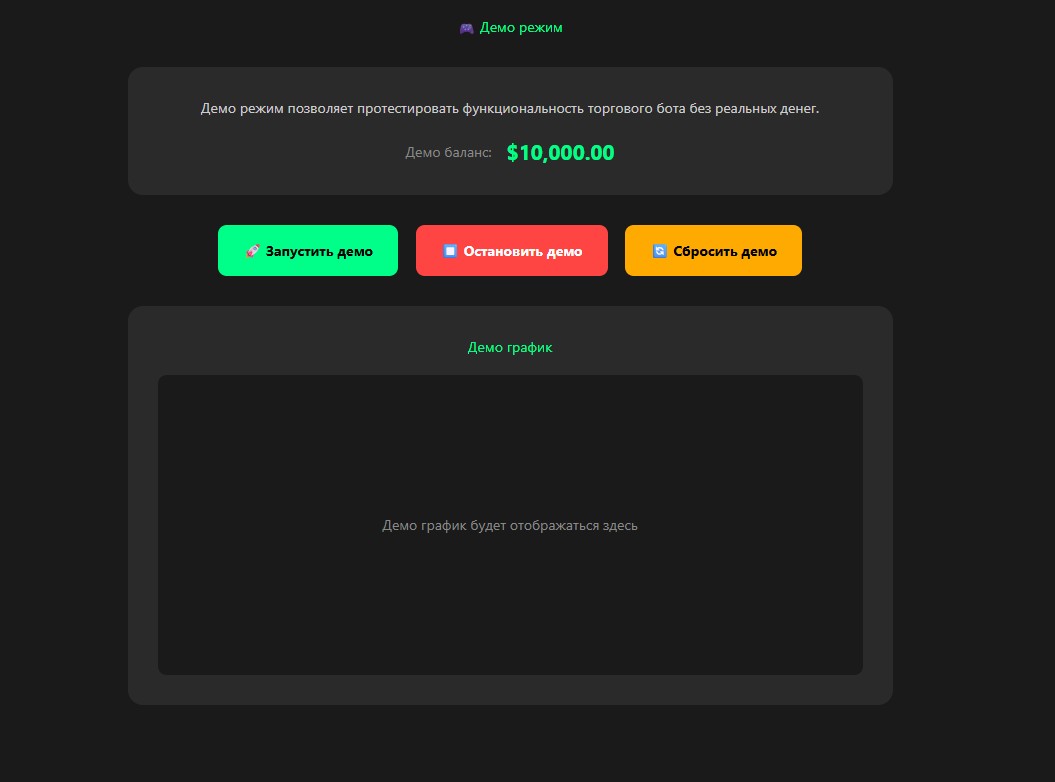 🎮 Демо режим
Демо режим позволяет протестировать функциональность торгового бота без реальных денег.
Демо баланс: $10,000.00
🚀 Запустить демо ⏹️ Остановить демо 🔄 Сбросить демо
Демо график
Демо график будет отображаться здесь